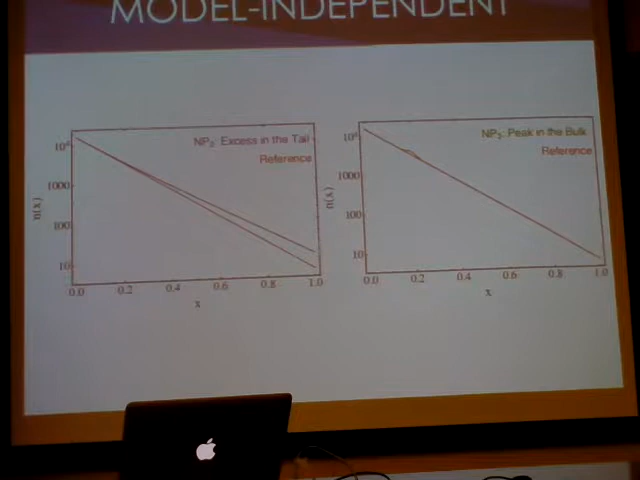 MODEL-INDEPENDENT
NP₂: Excess in the Tail
Reference
10⁴
1000
100
10
n(x)
0.0 0.2 0.4 0.6 0.8 1.0
x
NP₃: Peak in the Bulk
Reference
10⁴
1000
100
10
n(x)
0.0 0.2 0.4 0.6 0.8 1.0
x